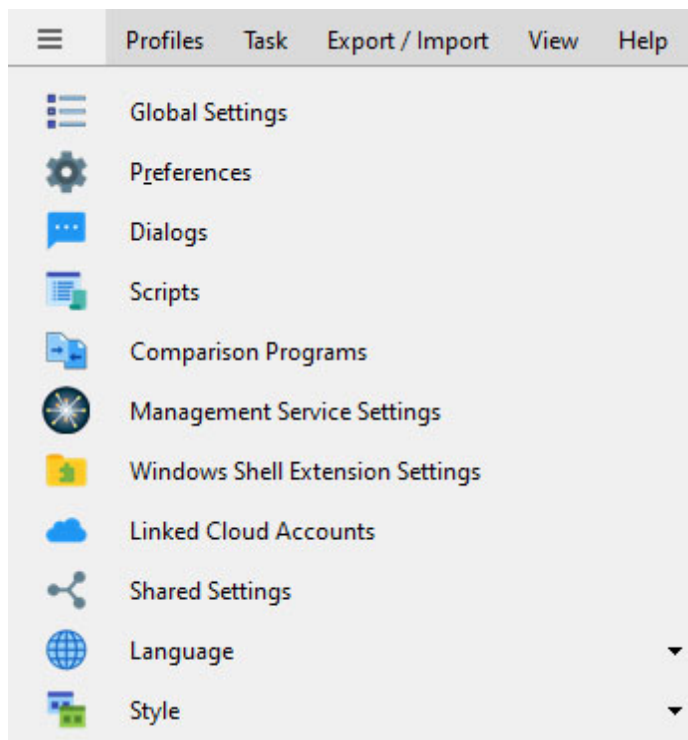 Profiles Task Export / Import View Help
Global Settings
Preferences
Dialogs
Scripts
Comparison Programs
Management Service Settings
Windows Shell Extension Settings
Linked Cloud Accounts
Shared Settings
Language
Style